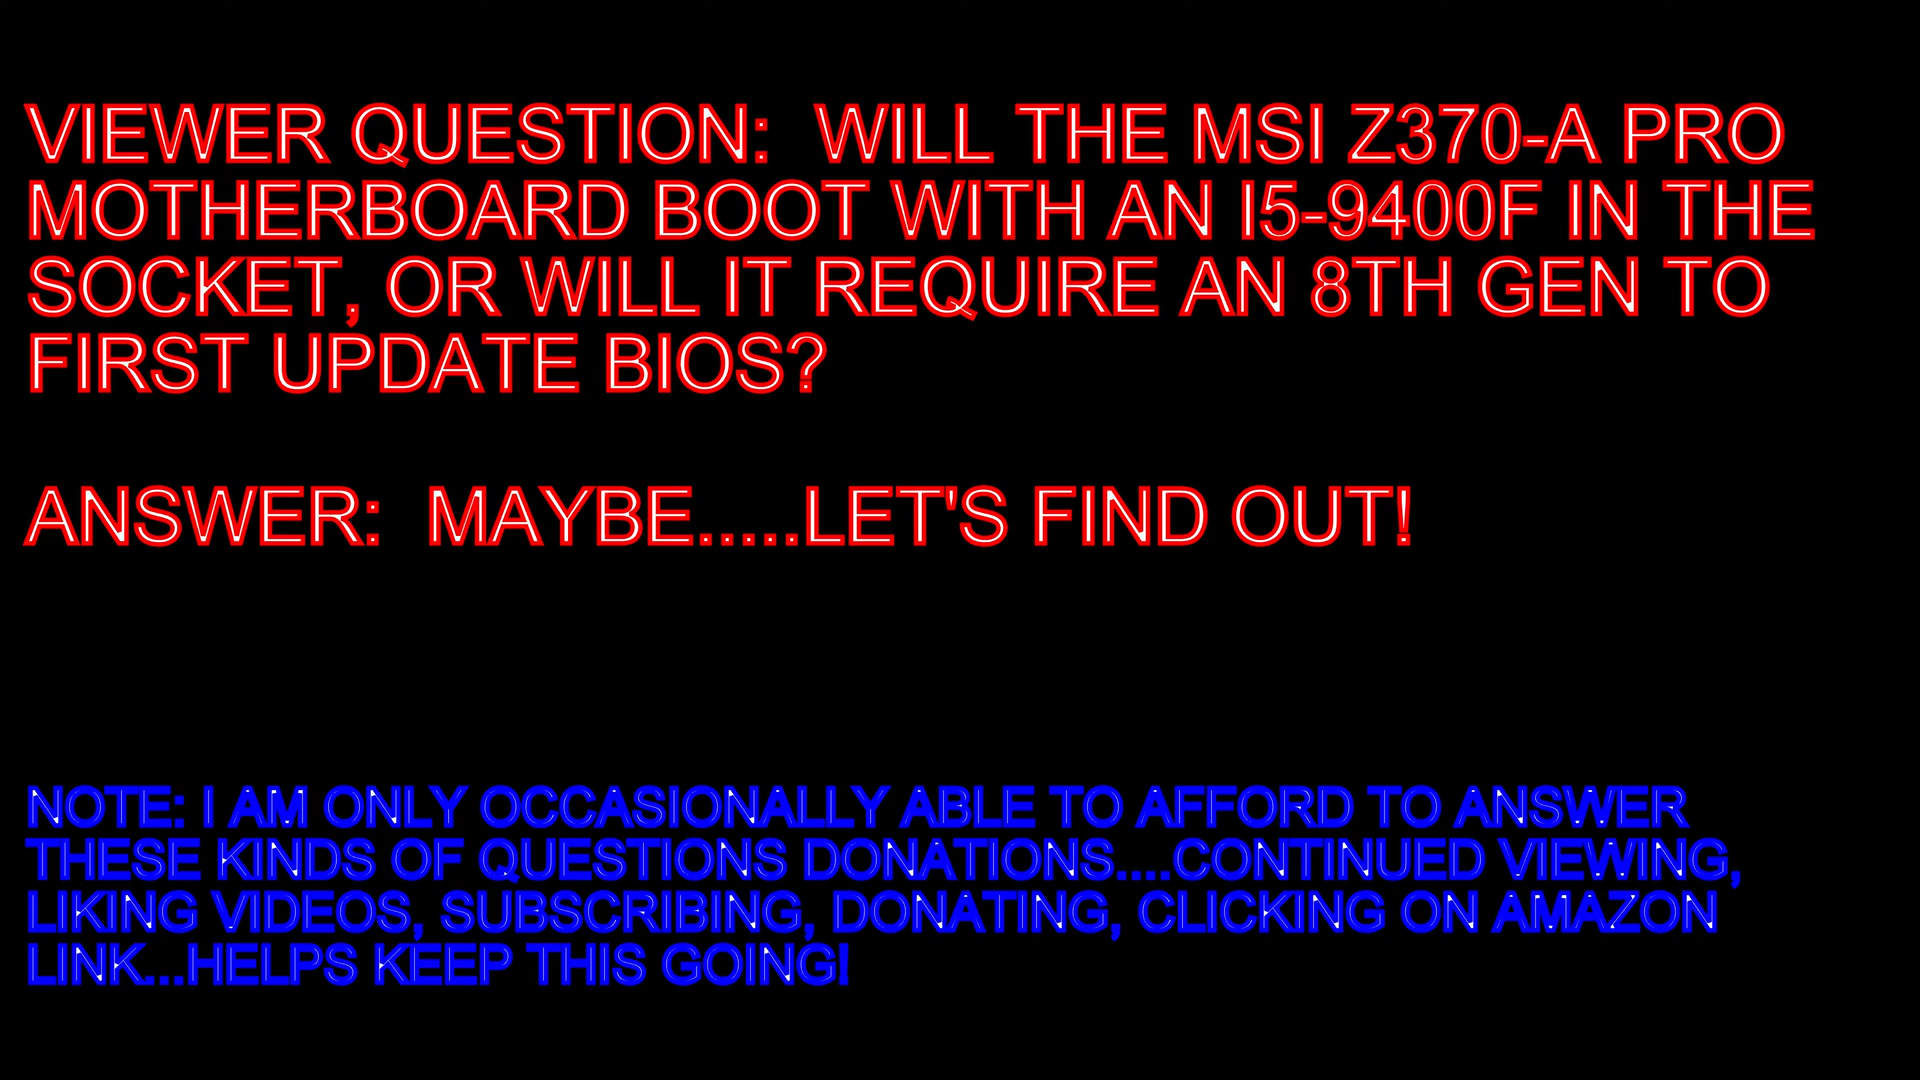 VIEWER QUESTION:  WILL THE MSI Z370-A PRO
MOTHERBOARD BOOT WITH AN I5-9400F IN THE
SOCKET, OR WILL IT REQUIRE AN 8TH GEN TO
FIRST UPDATE BIOS?
ANSWER:  MAYBE.....LET'S FIND OUT!
NOTE: I AM ONLY OCCASIONALLY ABLE TO AFFORD TO ANSWER
THESE KINDS OF QUESTIONS DONATIONS....CONTINUED VIEWING,
LIKING VIDEOS, SUBSCRIBING, DONATING, CLICKING ON AMAZON
LINK...HELPS KEEP THIS GOING!